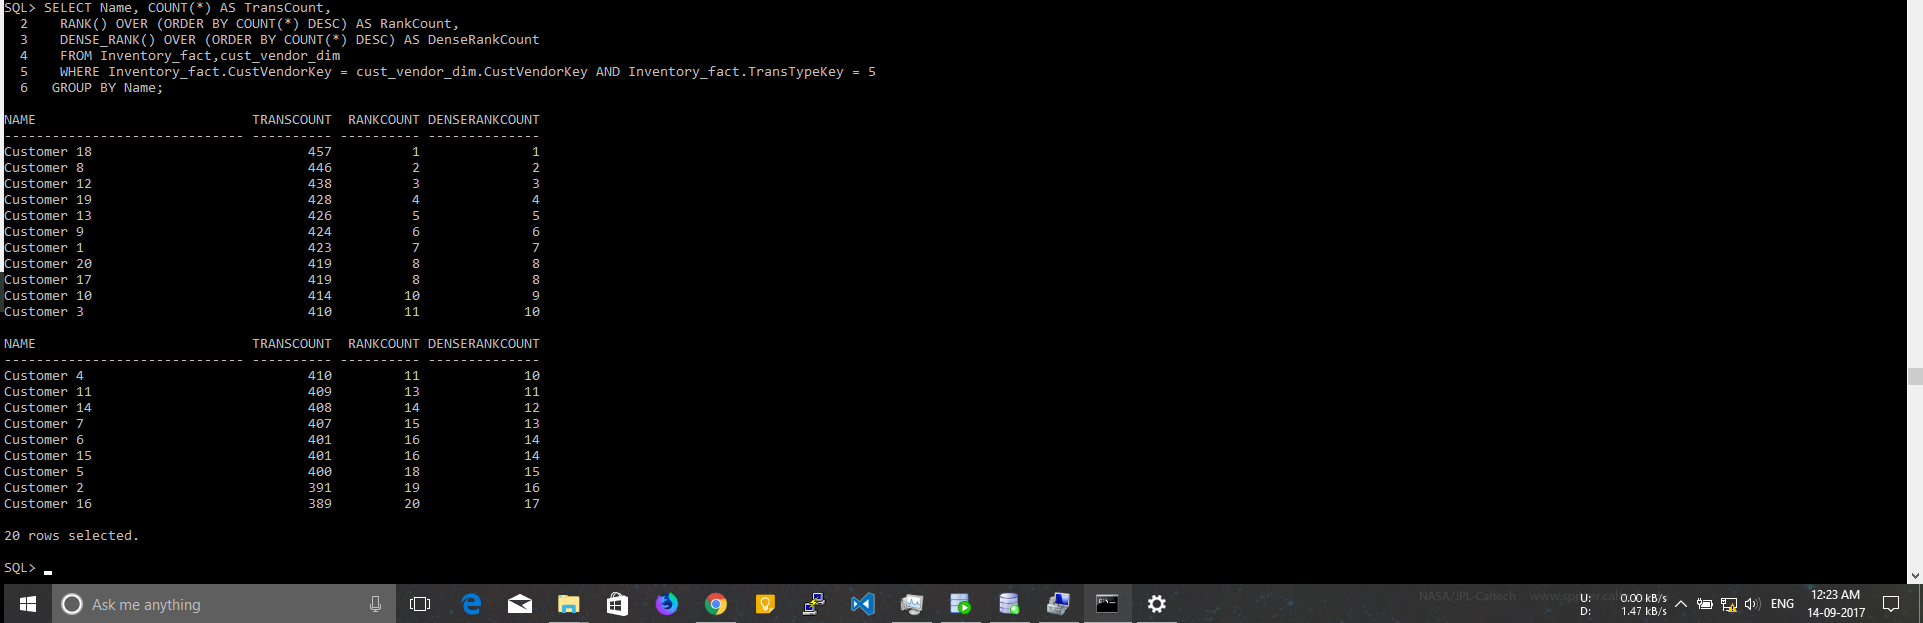 SQL> SELECT Name, COUNT(*) AS TransCount,
2 RANK() OVER (ORDER BY COUNT(*) DESC) AS RankCount,
3 DENSE_RANK() OVER (ORDER BY COUNT(*) DESC) AS DenseRankCount
4 FROM Inventory_fact,cust_vendor_dim
5 WHERE Inventory_fact.CustVendorKey = cust_vendor_dim.CustVendorKey AND Inventory_fact.TransTypeKey = 5
6 GROUP BY Name;
NAME TRANSCOUNT RANKCOUNT DENSERANKCOUNT
------------------------------ ---------- ---------- --------------
Customer 18 457 1 1
Customer 8 446 2 2
Customer 12 438 3 3
Customer 19 428 4 4
Customer 13 426 5 5
Customer 9 424 6 6
Customer 1 423 7 7
Customer 20 419 8 8
Customer 17 419 8 8
Customer 10 414 10 9
Customer 3 410 11 10
NAME TRANSCOUNT RANKCOUNT DENSERANKCOUNT
------------------------------ ---------- ---------- --------------
Customer 4 410 11 10
Customer 11 409 13 11
Customer 14 408 14 12
Customer 7 407 15 13
Customer 6 401 16 14
Customer 15 401 16 14
Customer 5 400 18 15
Customer 2 391 19 16
Customer 16 389 20 17
20 rows selected.
SQL>
Ask me anything
NASA/JPL-Caltech
U: 0.00 kB/s
D: 1.47 kB/s
ENG
12:23 AM
14-09-2017